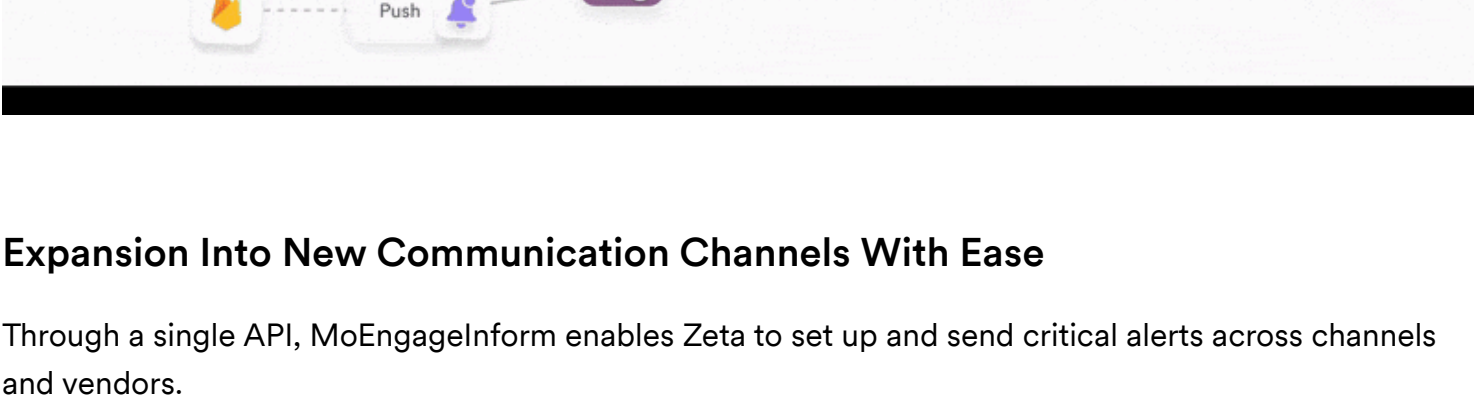 Push
Expansion Into New Communication Channels With Ease
Through a single API, MoEngageInform enables Zeta to set up and send critical alerts across channels
and vendors.